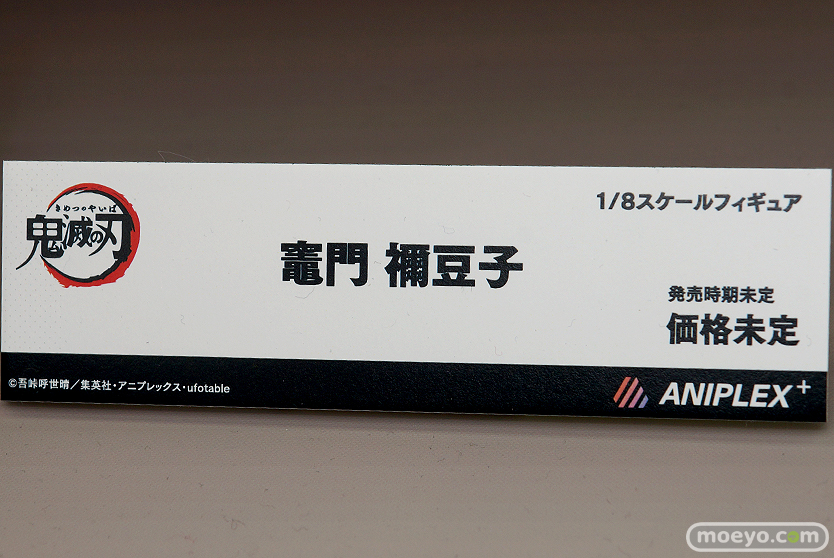 きめつのやいば
鬼滅の刃
1/8スケールフィギュア
竈門 禰豆子
発売時期未定
価格未定
©吾峠呼世晴／集英社・アニプレックス・ufotable
ANIPLEX+
moeyo.com